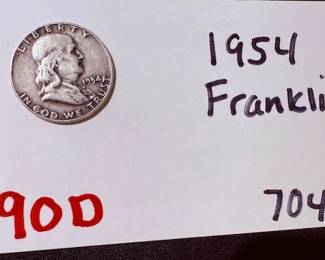 LIBERTY
1954
IN GOD WE TRUST
1954
Frankli
90D
704